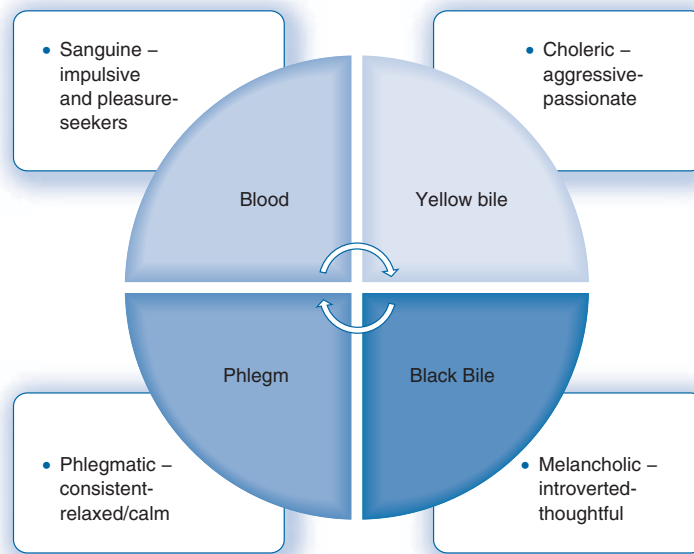 • Sanguine –
impulsive
and pleasure-
seekers
• Choleric –
aggressive-
passionate
Blood
Yellow bile
Phlegm
Black Bile
• Phlegmatic –
consistent-
relaxed/calm
• Melancholic –
introverted-
thoughtful